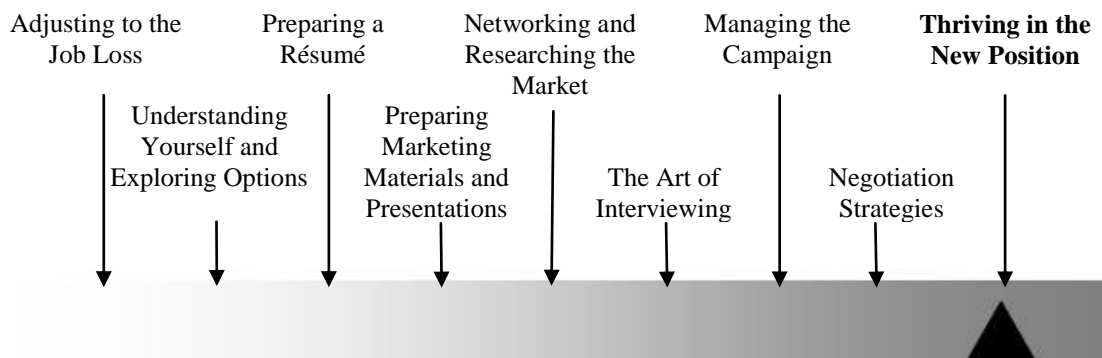 Adjusting to the
Job Loss
Understanding
Yourself and
Exploring Options
Preparing a
Résumé
Preparing
Marketing
Materials and
Presentations
Networking and
Researching the
Market
The Art of
Interviewing
Managing the
Campaign
Negotiation
Strategies
Thriving in the
New Position